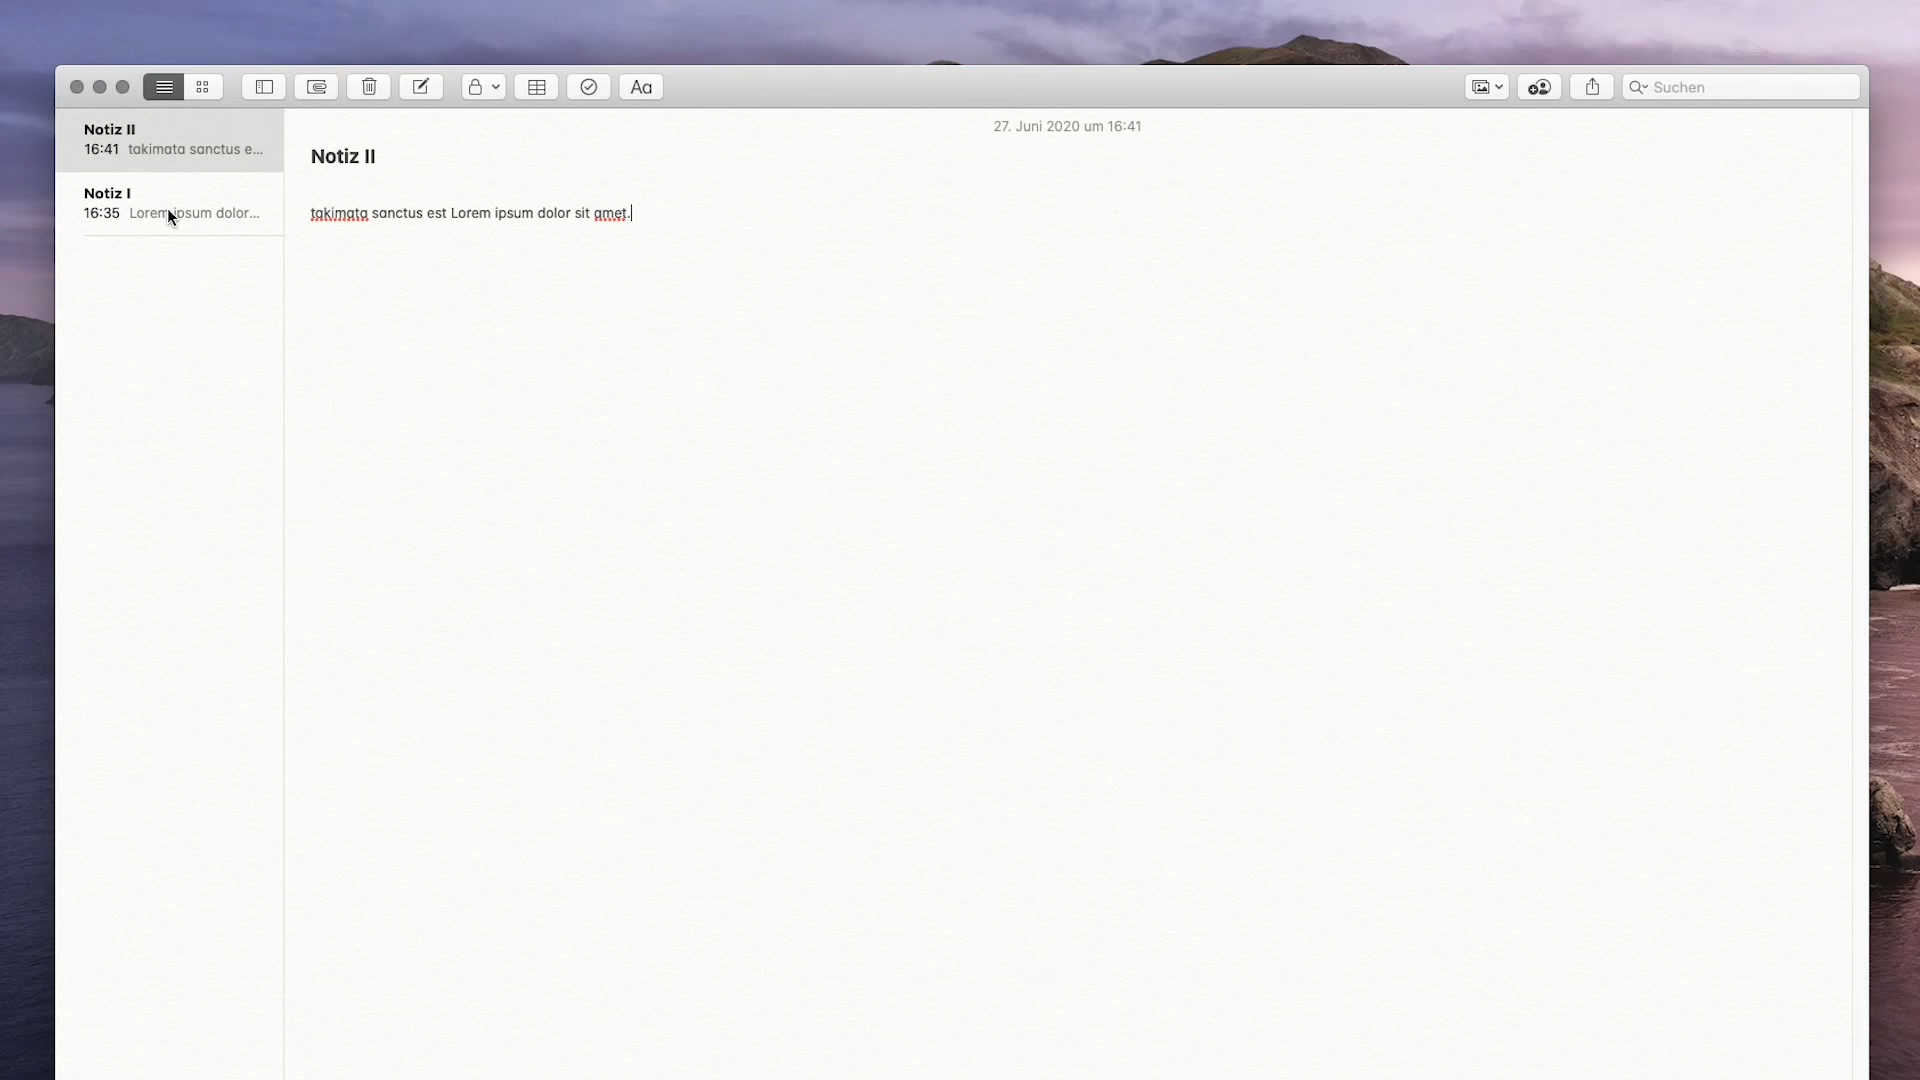 Aa
Suchen
Notiz II
16:41 takimata sanctus e...
Notiz I
16:35 Lorem ipsum dolor...
27. Juni 2020 um 16:41
Notiz II
takimata sanctus est Lorem ipsum dolor sit amet.